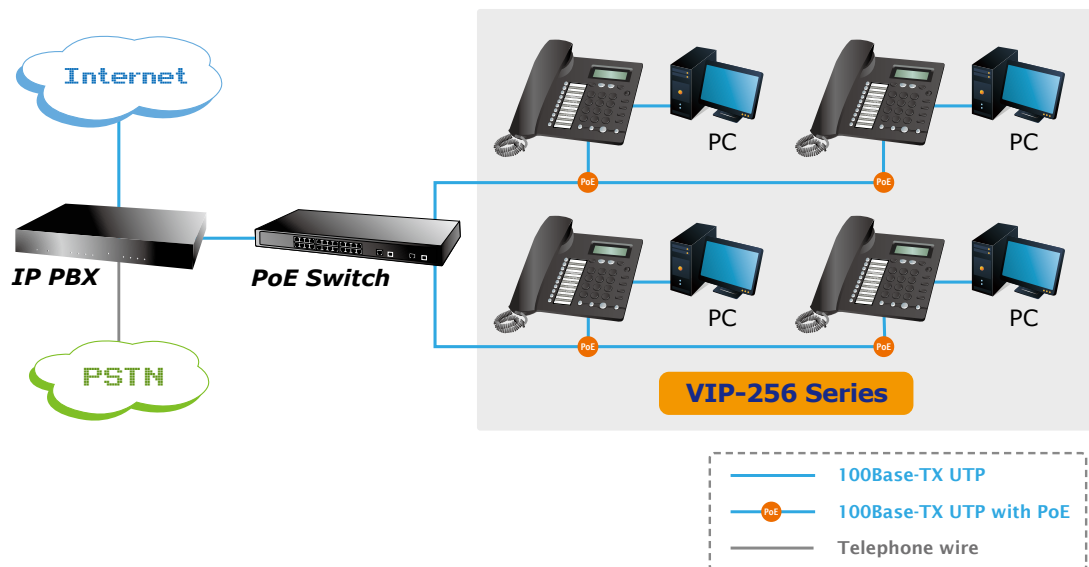 Internet
PC
PC
PoE
PoE
IP PBX
PoE Switch
PC
PC
PoE
PoE
PSTN
VIP-256 Series
100Base-TX UTP
PoE
100Base-TX UTP with PoE
Telephone wire